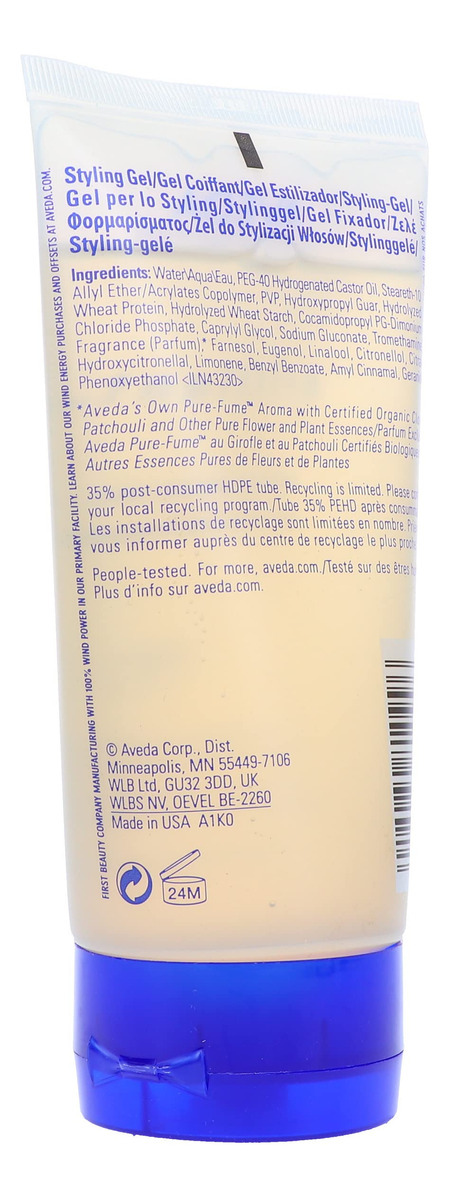 Styling Gel/Gel Coiffant/Gel Estilizador/Styling-Gel/
Gel per lo Styling/Stylinggel/Gel Fixador/Ζελέ
Φορμαρίσματος/Żel do Stylizacji Włosów/Stylinggelé/
Styling-gelé
Ingredients: Water\Aqua\Eau, PEG-40 Hydrogenated Castor Oil, Steareth-10
Allyl Ether/Acrylates Copolymer, PVP, Hydroxypropyl Guar, Hydrolyzed
Wheat Protein, Hydrolyzed Wheat Starch, Cocamidopropyl PG-Dimonium
Chloride Phosphate, Caprylyl Glycol, Sodium Gluconate, Tromethamine,
Fragrance (Parfum),* Farnesol, Eugenol, Linalool, Citronellol,
Hydroxycitronellal, Limonene, Benzyl Benzoate, Amyl Cinnamal,
Phenoxyethanol <ILN43230>
*Aveda's Own Pure-Fume™ Aroma with Certified Organic
Patchouli and Other Pure Flower and Plant Essences/Parfum
Aveda Pure-Fume™ au Girofle et au Patchouli Certifiés
Autres Essences Pures de Fleurs et de Plantes
35% post-consumer HDPE tube. Recycling is limited. Please
your local recycling program./Tube 35% PEHD après
Les installations de recyclage sont limitées en nombre.
vous informer auprès du centre de recyclage le plus
People-tested. For more, aveda.com./Testé sur des êtres
Plus d'info sur aveda.com.
© Aveda Corp., Dist.
Minneapolis, MN 55449-7106
WLB Ltd, GU32 3DD, UK
WLBS NV, OEVEL BE-2260
Made in USA A1K0
24M
FIRST BEAUTY COMPANY MANUFACTURING WITH 100% WIND POWER IN OUR PRIMARY FACILITY. LEARN ABOUT OUR WIND ENERGY PURCHASES AND OFFSETS AT AVEDA.COM.